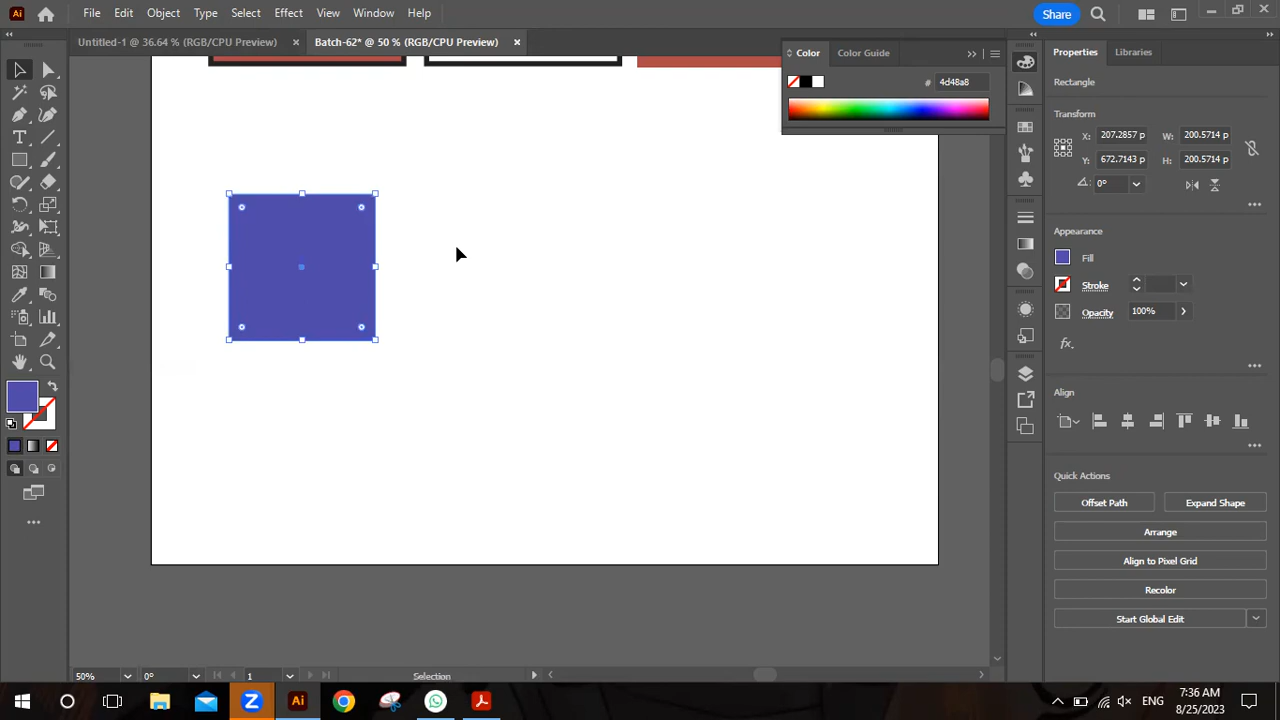 Ai File Edit Object Type Select Effect View Window Help Share
Untitled-1 @ 36.64 % (RGB/CPU Preview) × Batch-62* @ 50 % (RGB/CPU Preview) ×
Color Color Guide
# 4d48a8
Properties Libraries
Rectangle
Transform
X: 207.2857 p W: 200.5714 p
Y: 672.7143 p H: 200.5714 p
0°
Appearance
Fill
Stroke
Opacity 100%
fx.
Align
Quick Actions
Offset Path Expand Shape
Arrange
Align to Pixel Grid
Recolor
Start Global Edit
50% 0° 1 Selection
Z Ai ENG
7:36 AM
8/25/2023